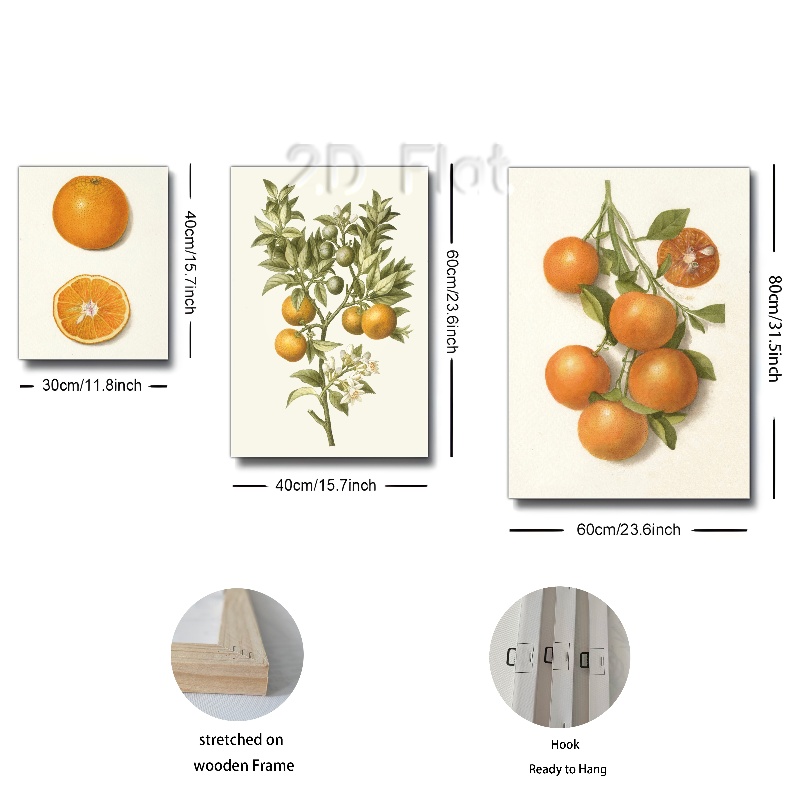 2D Flat
40cm/15.7inch
30cm/11.8inch
60cm/23.6inch
40cm/15.7inch
80cm/31.5inch
60cm/23.6inch
stretched on
wooden Frame
Hook
Ready to Hang